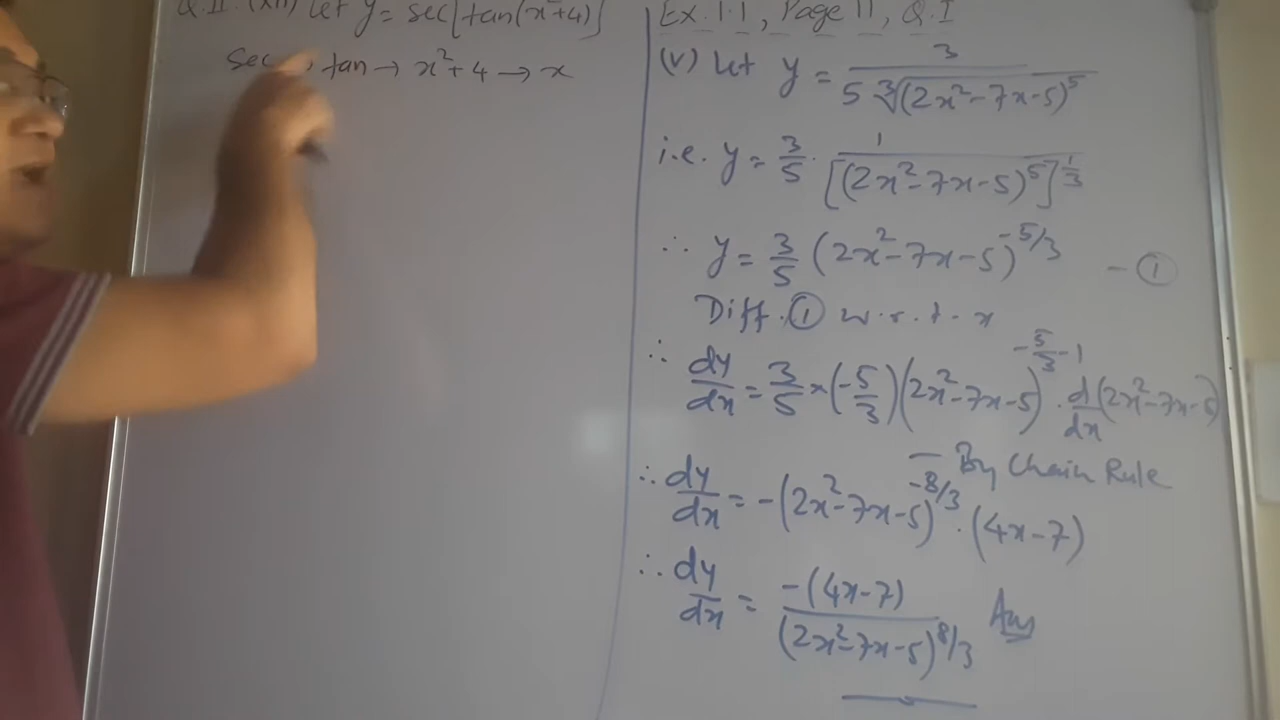 Q.II. (xii) Let y = sec[tan(x²+4)]
sec tan → x²+4 → x
Ex. 1.1, Page 11, Q.I
(v) Let y = 3 / 5 ∛(2x²-7x-5)⁵
i.e. y = 3/5 · 1 / [(2x²-7x-5)⁵]^1/3
∴ y = 3/5 (2x²-7x-5)^-5/3 - ①
Diff. ① w.r.t. x
∴ dy/dx = 3/5 × (-5/3)(2x²-7x-5)^-5/3-1 · d/dx(2x²-7x-5)
— By Chain Rule
∴ dy/dx = -(2x²-7x-5)^-8/3 · (4x-7)
∴ dy/dx = -(4x-7) / (2x²-7x-5)^8/3 Ans